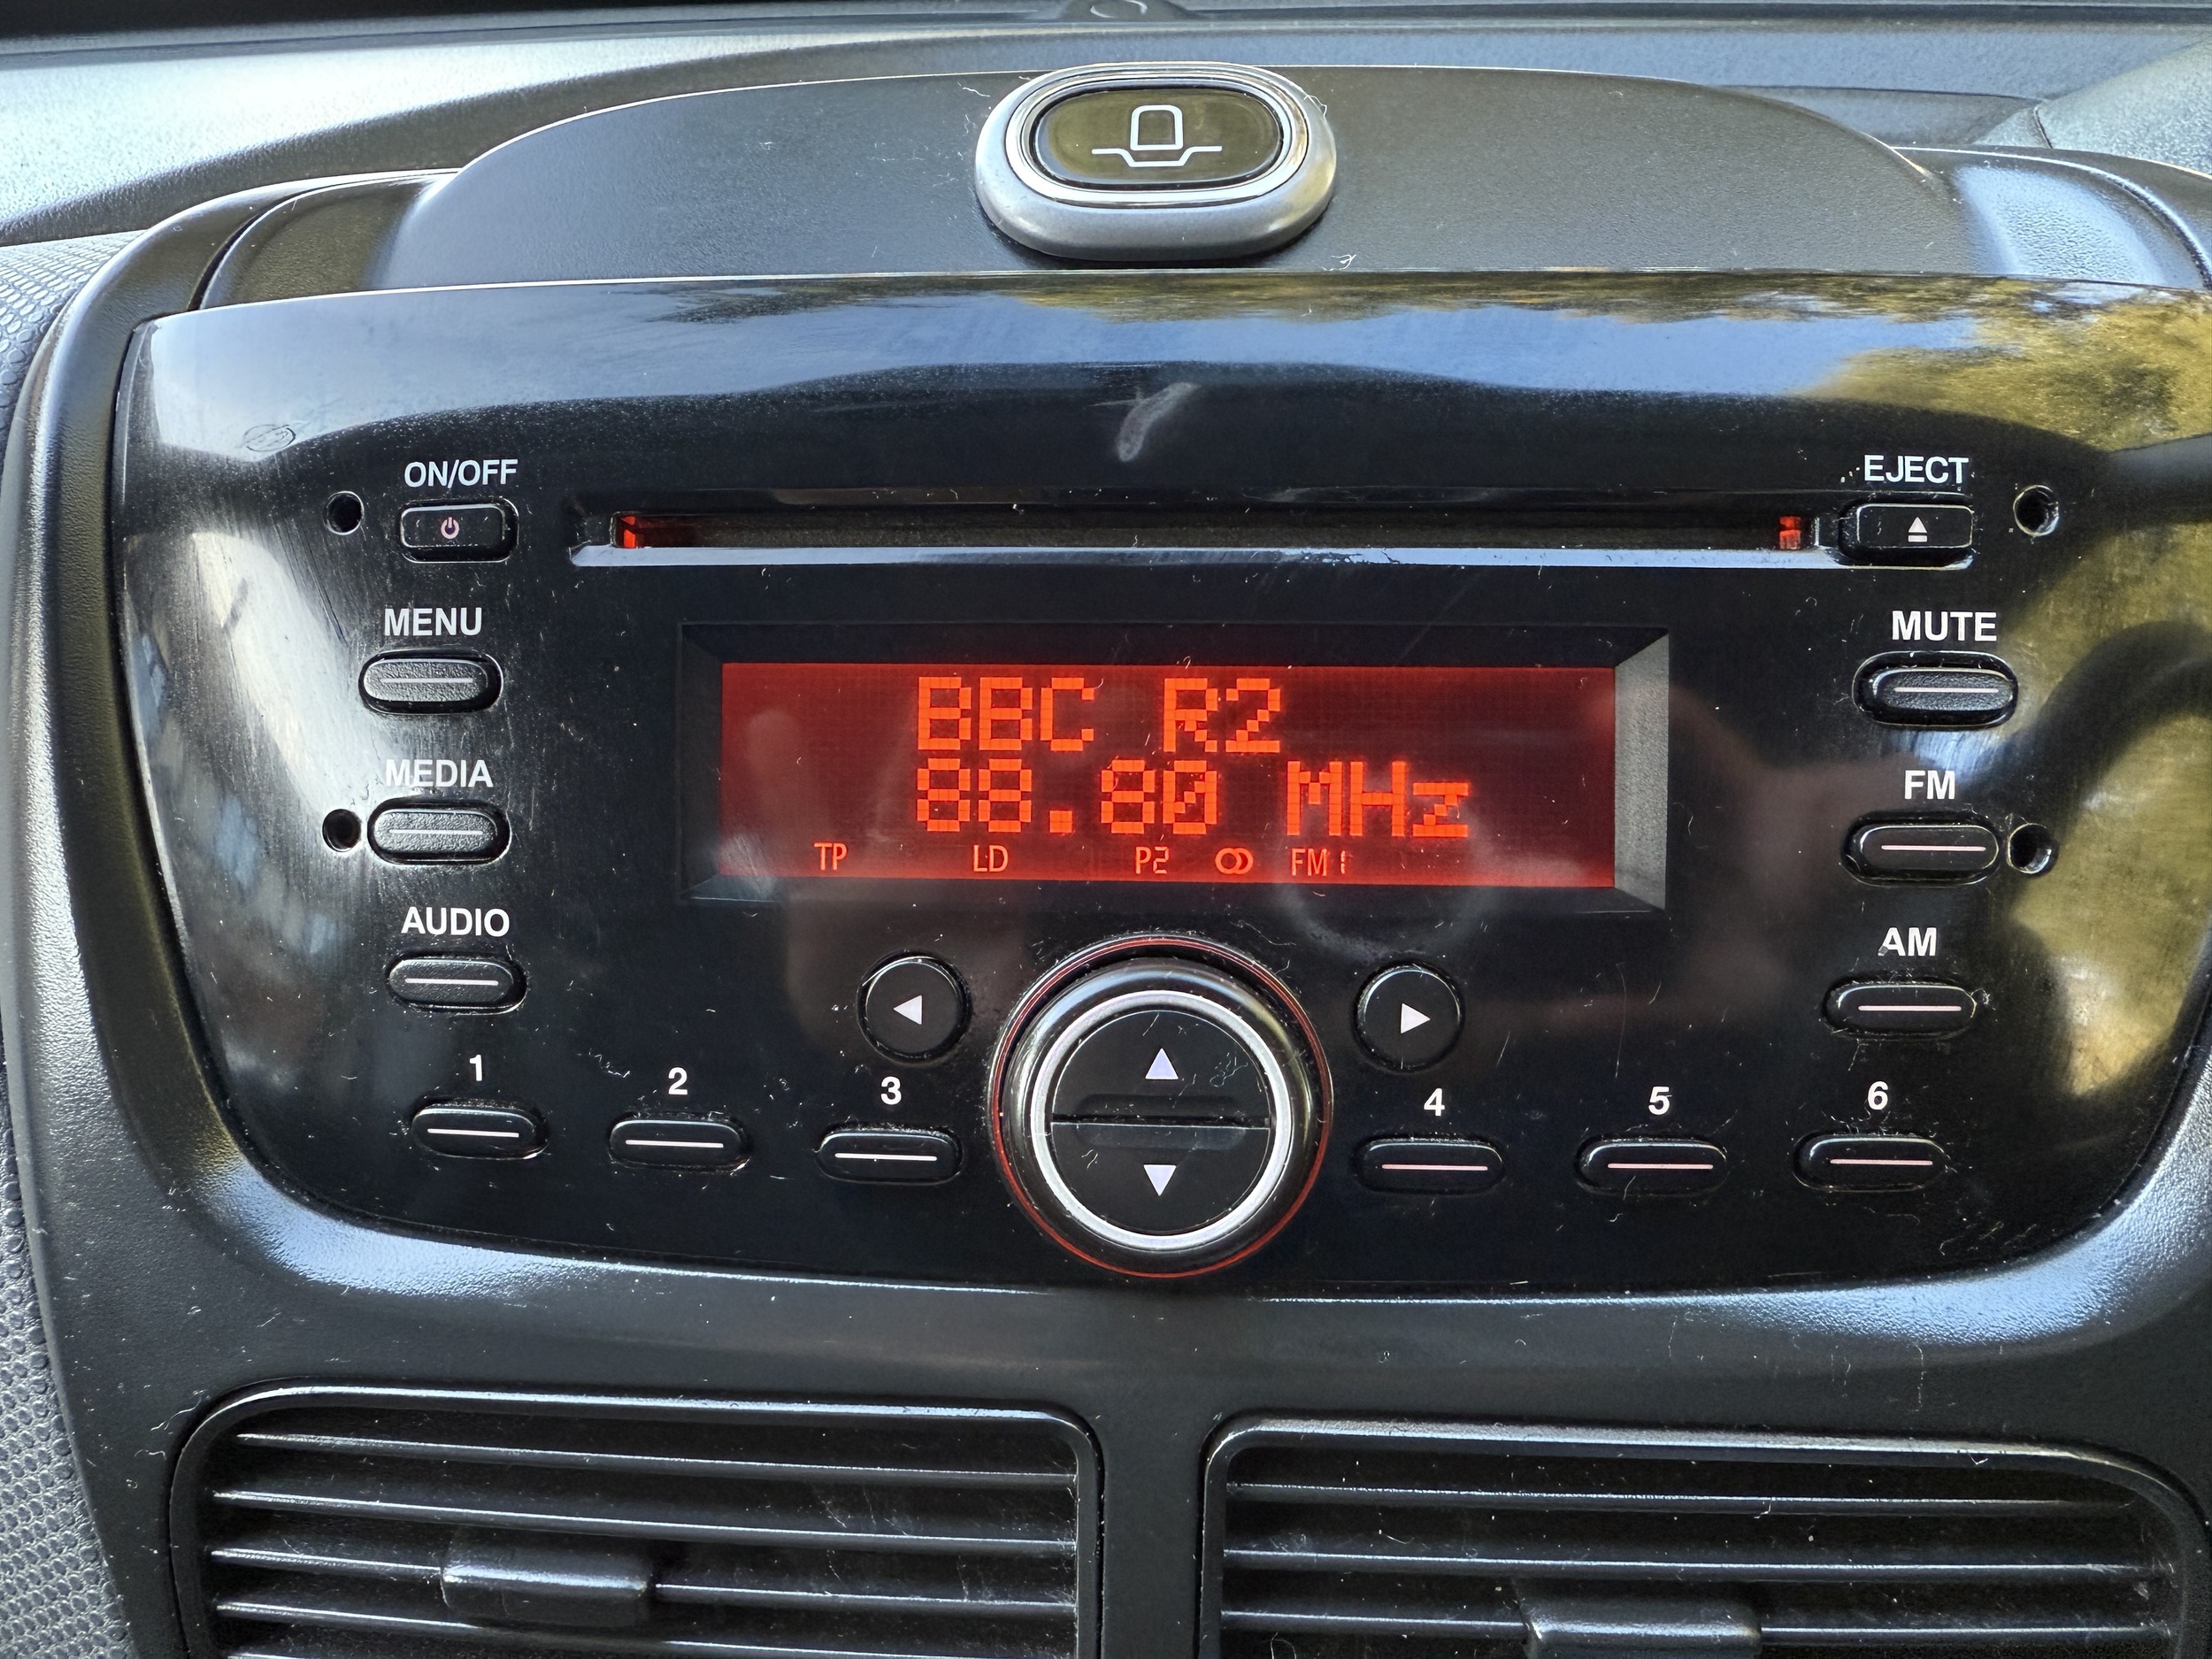 ON/OFF
EJECT
MENU
MUTE
BBC R2
MEDIA
88.80 MHz
FM
TP LD P2 FM1
AUDIO
AM
1
2
3
4
5
6